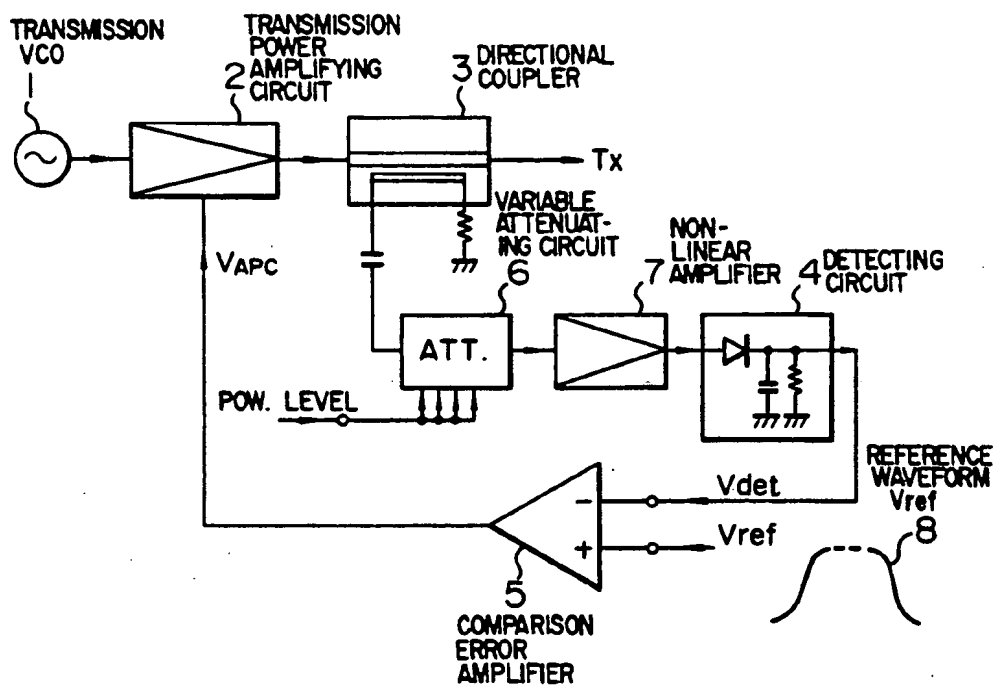 TRANSMISSION
VCO
1
TRANSMISSION
POWER
AMPLIFYING
CIRCUIT
2
3
DIRECTIONAL
COUPLER
Tx
VAPC
VARIABLE
ATTENUAT-
ING CIRCUIT
6
NON-
LINEAR
AMPLIFIER
7
4
DETECTING
CIRCUIT
ATT.
POW. LEVEL
REFERENCE
WAVEFORM
Vref
8
Vdet
Vref
-
+
5
COMPARISON
ERROR
AMPLIFIER